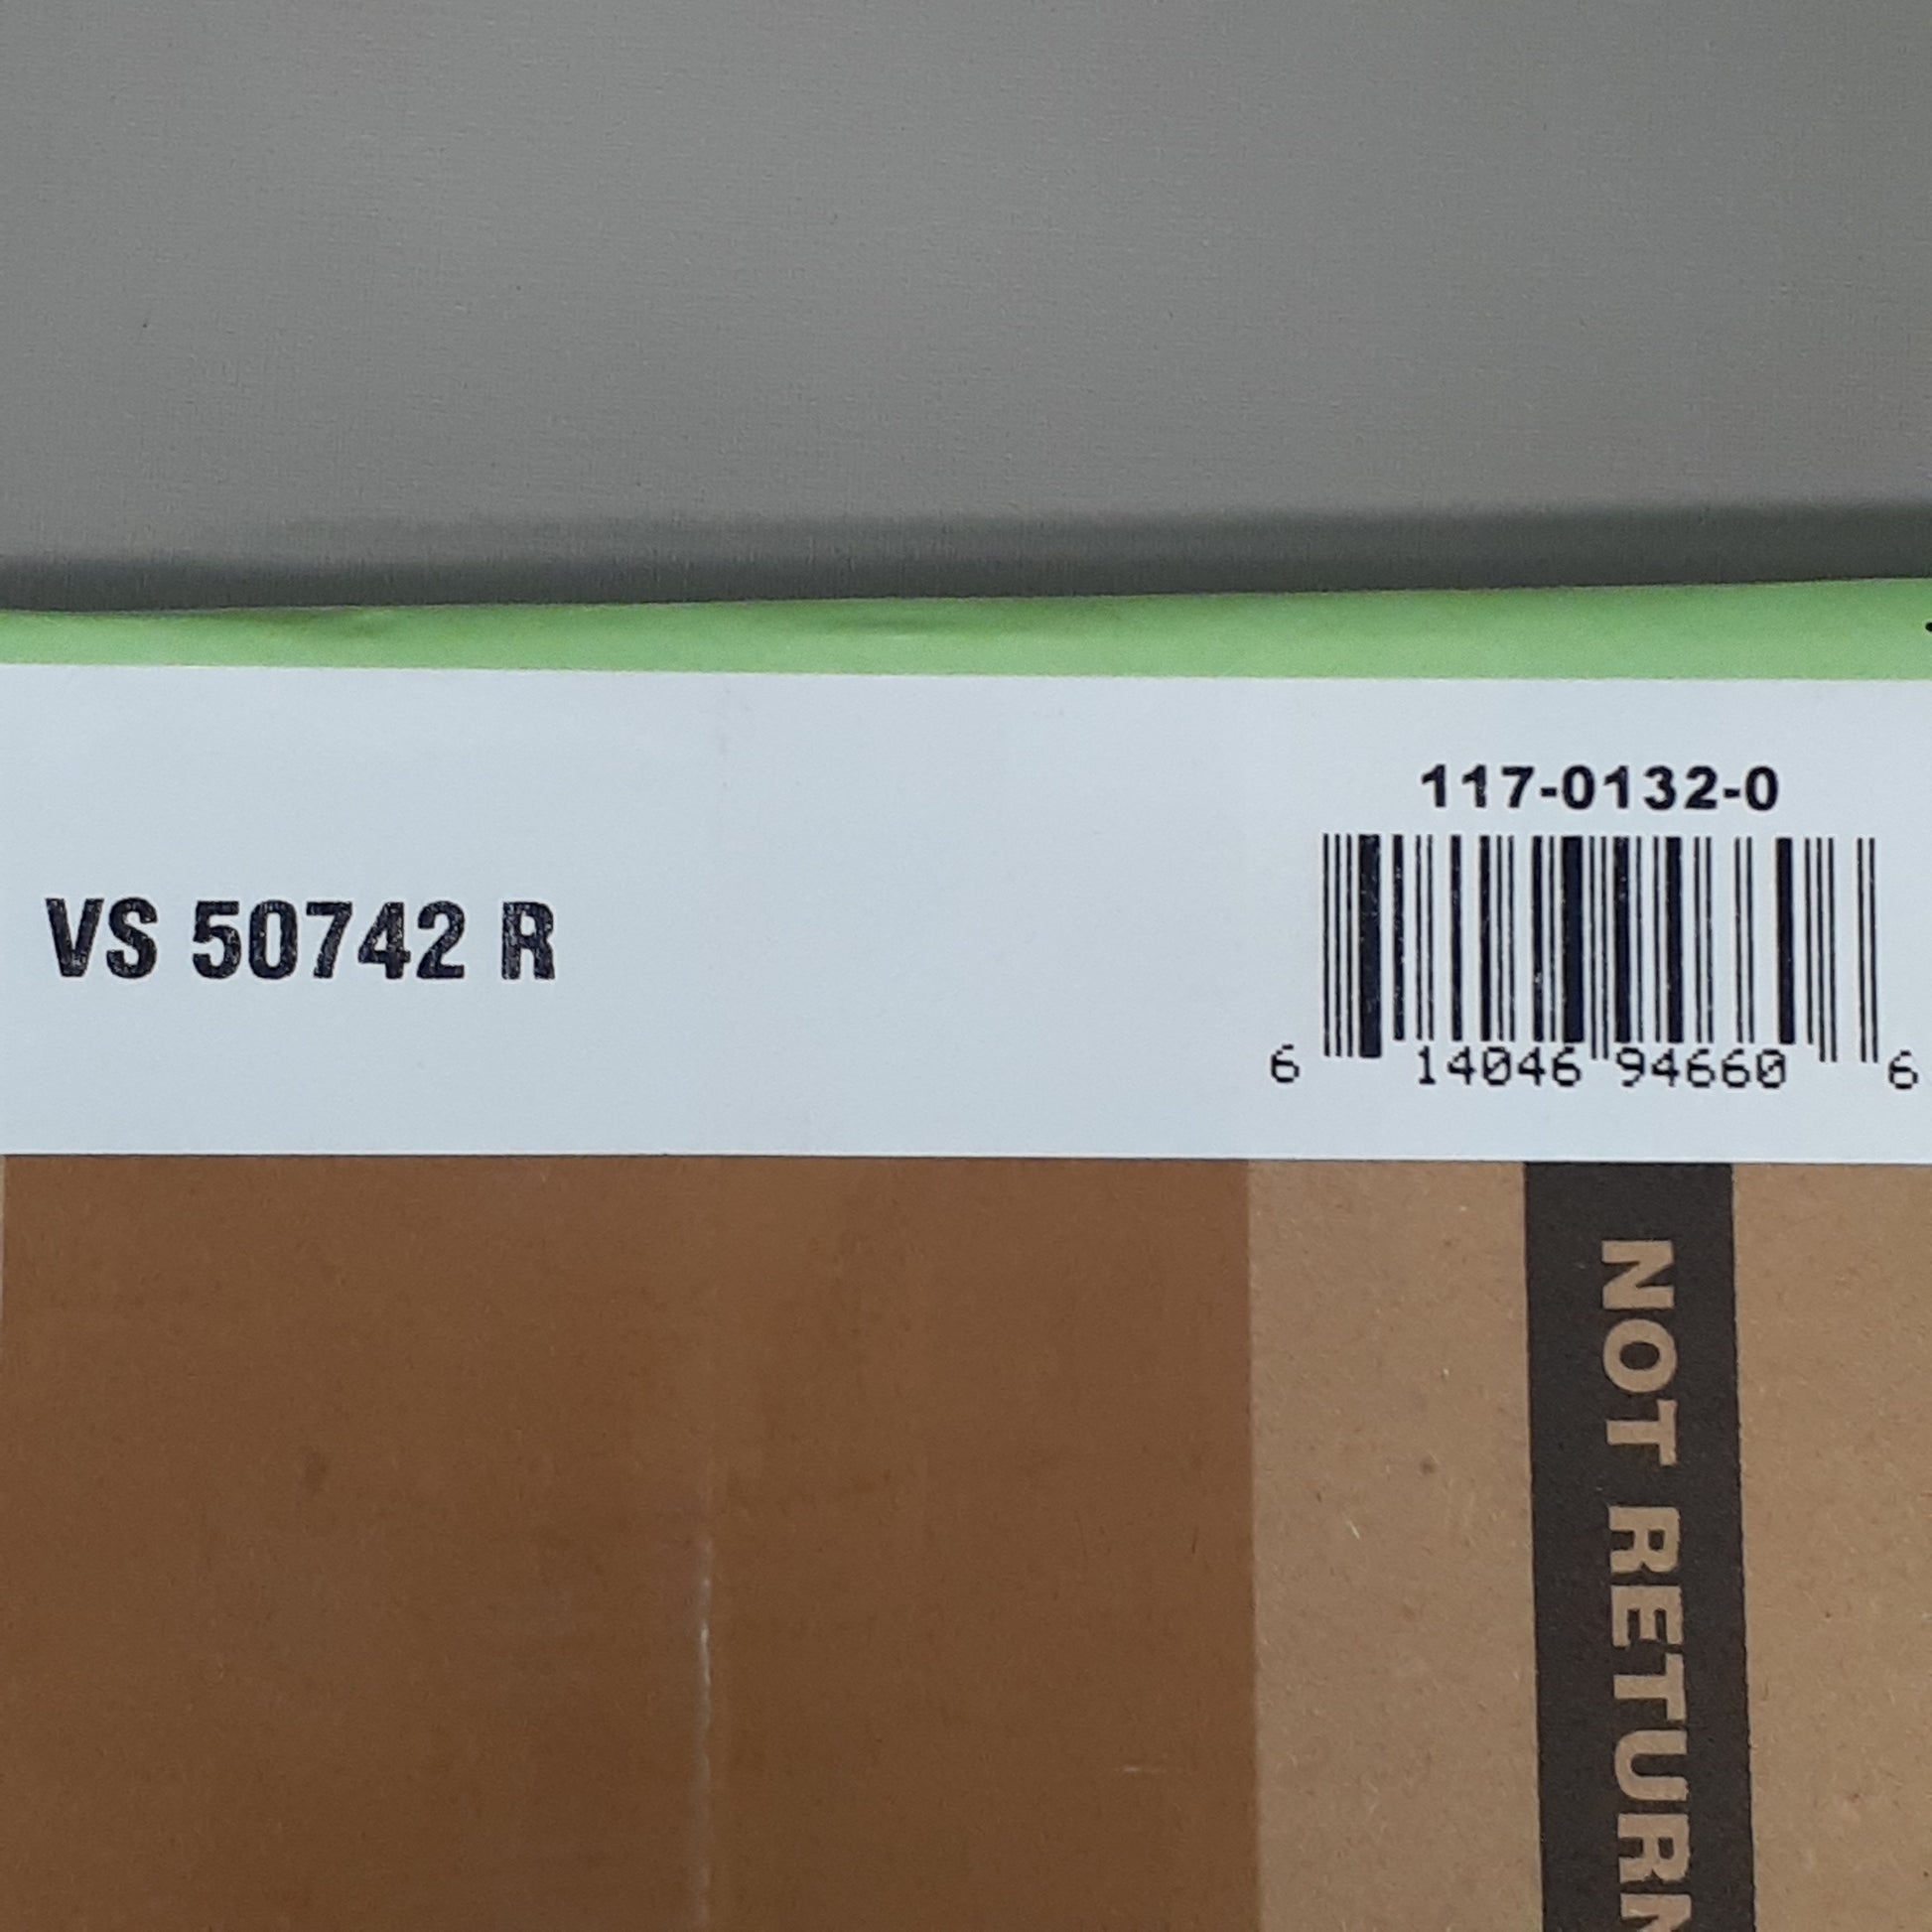 117-0132-0
VS 50742 R
6 14046 94660 6
NOT RETURN